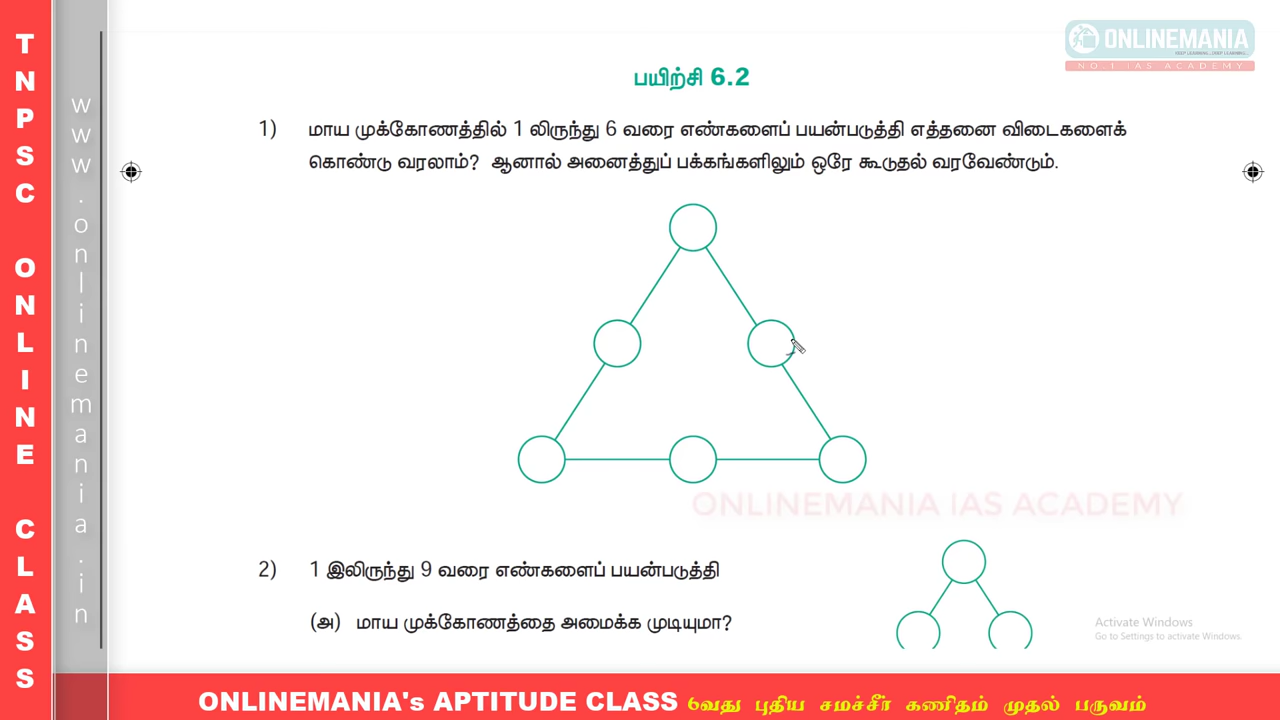 TNPSC ONLINE CLASS
www.onlinemania.in
ONLINEMANIA
KEEP LEARNING...KEEP LEADING...
NO.1 IAS ACADEMY
பயிற்சி 6.2
1) மாய முக்கோணத்தில் 1 லிருந்து 6 வரை எண்களைப் பயன்படுத்தி எத்தனை விடைகளைக்
கொண்டு வரலாம்? ஆனால் அனைத்துப் பக்கங்களிலும் ஒரே கூடுதல் வரவேண்டும்.
ONLINEMANIA IAS ACADEMY
2) 1 இலிருந்து 9 வரை எண்களைப் பயன்படுத்தி
(அ) மாய முக்கோணத்தை அமைக்க முடியுமா?
Activate Windows
Go to Settings to activate Windows.
ONLINEMANIA's APTITUDE CLASS 6வது புதிய சமச்சீர் கணிதம் முதல் பருவம்